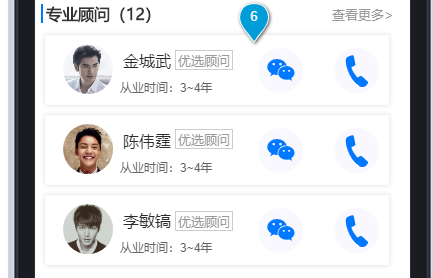 专业顾问（12）
6
查看更多>
金城武 优选顾问
从业时间：3~4年
陈伟霆 优选顾问
从业时间：3~4年
李敏镐 优选顾问
从业时间：3~4年